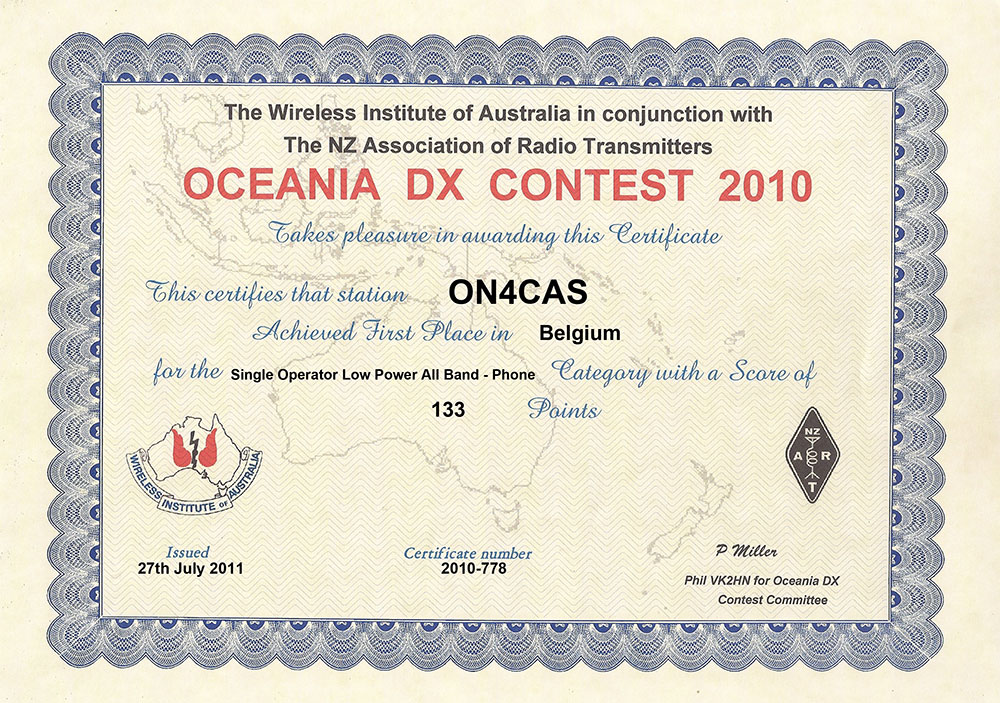 The Wireless Institute of Australia in conjunction with
The NZ Association of Radio Transmitters
OCEANIA DX CONTEST 2010
Takes pleasure in awarding this Certificate
This certifies that station ON4CAS
Achieved First Place in Belgium
for the Single Operator Low Power All Band - Phone Category with a Score of
133 Points
WIRELESS INSTITUTE OF AUSTRALIA
NZ
A R
T
Issued
27th July 2011
Certificate number
2010-778
P Miller
Phil VK2HN for Oceania DX
Contest Committee